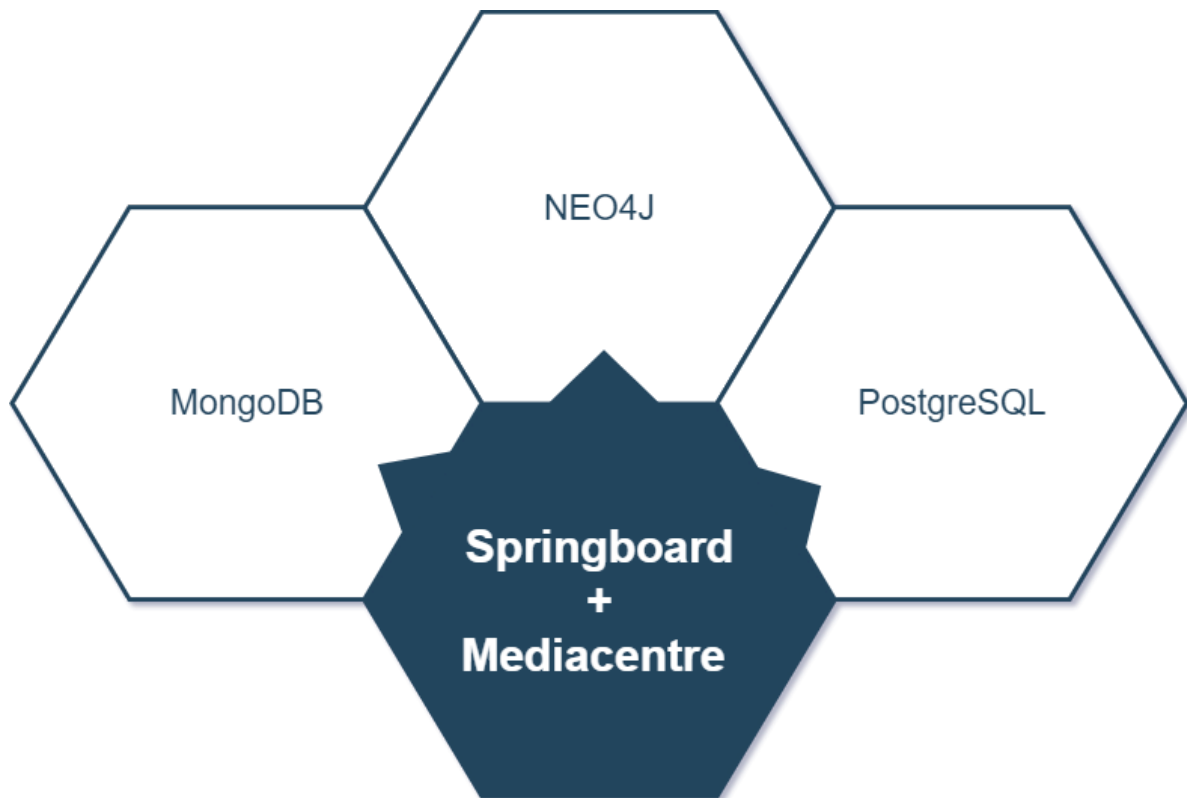 NEO4J
MongoDB
PostgreSQL
Springboard
+
Mediacentre